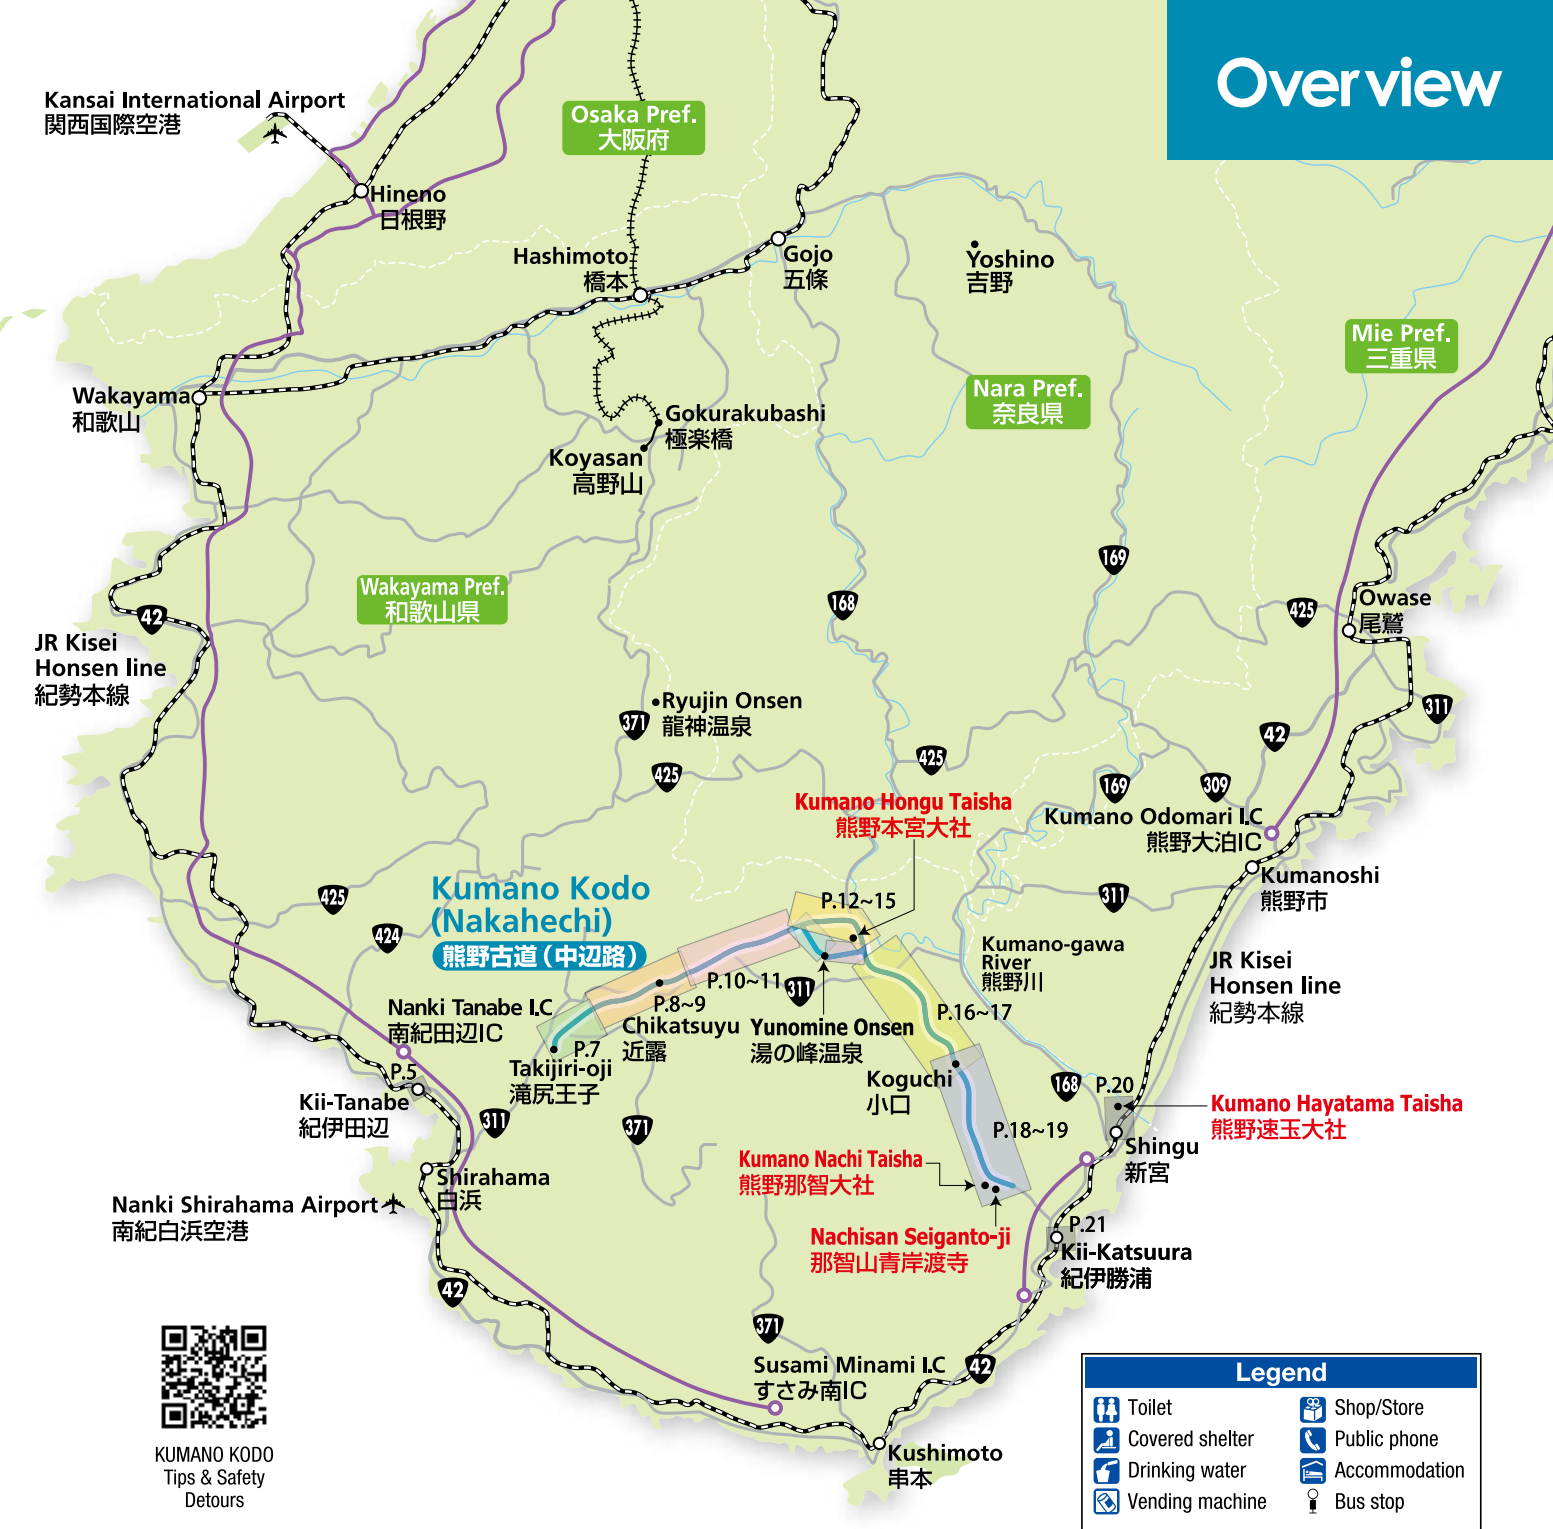 Overview
Kansai International Airport
関西国際空港
Osaka Pref.
大阪府
Hineno
日根野
Hashimoto
橋本
Gojo
五條
Yoshino
吉野
Mie Pref.
三重県
Nara Pref.
奈良県
Wakayama
和歌山
Gokurakubashi
極楽橋
Koyasan
高野山
169
168
Wakayama Pref.
和歌山県
42
JR Kisei
Honsen line
紀勢本線
425
Owase
尾鷲
311
Ryujin Onsen
龍神温泉
371
425
425
42
169
309
Kumano Hongu Taisha
熊野本宮大社
Kumano Odomari I.C
熊野大泊IC
Kumanoshi
熊野市
311
425
424
Kumano Kodo
(Nakahechi)
熊野古道（中辺路）
P.12~15
Kumano-gawa
River
熊野川
JR Kisei
Honsen line
紀勢本線
P.10~11
311
P.8~9
P.16~17
Nanki Tanabe I.C
南紀田辺IC
Chikatsuyu
近露
Yunomine Onsen
湯の峰温泉
P.7
Takijiri-oji
滝尻王子
P.5
Kii-Tanabe
紀伊田辺
Koguchi
小口
168
P.20
Kumano Hayatama Taisha
熊野速玉大社
311
371
P.18~19
Shingu
新宮
Kumano Nachi Taisha
熊野那智大社
Shirahama
白浜
Nanki Shirahama Airport
南紀白浜空港
Nachisan Seiganto-ji
那智山青岸渡寺
P.21
Kii-Katsuura
紀伊勝浦
42
371
Susami Minami I.C
すさみ南IC
42
Kushimoto
串本
KUMANO KODO
Tips & Safety
Detours
Legend
Toilet
Shop/Store
Covered shelter
Public phone
Drinking water
Accommodation
Vending machine
Bus stop